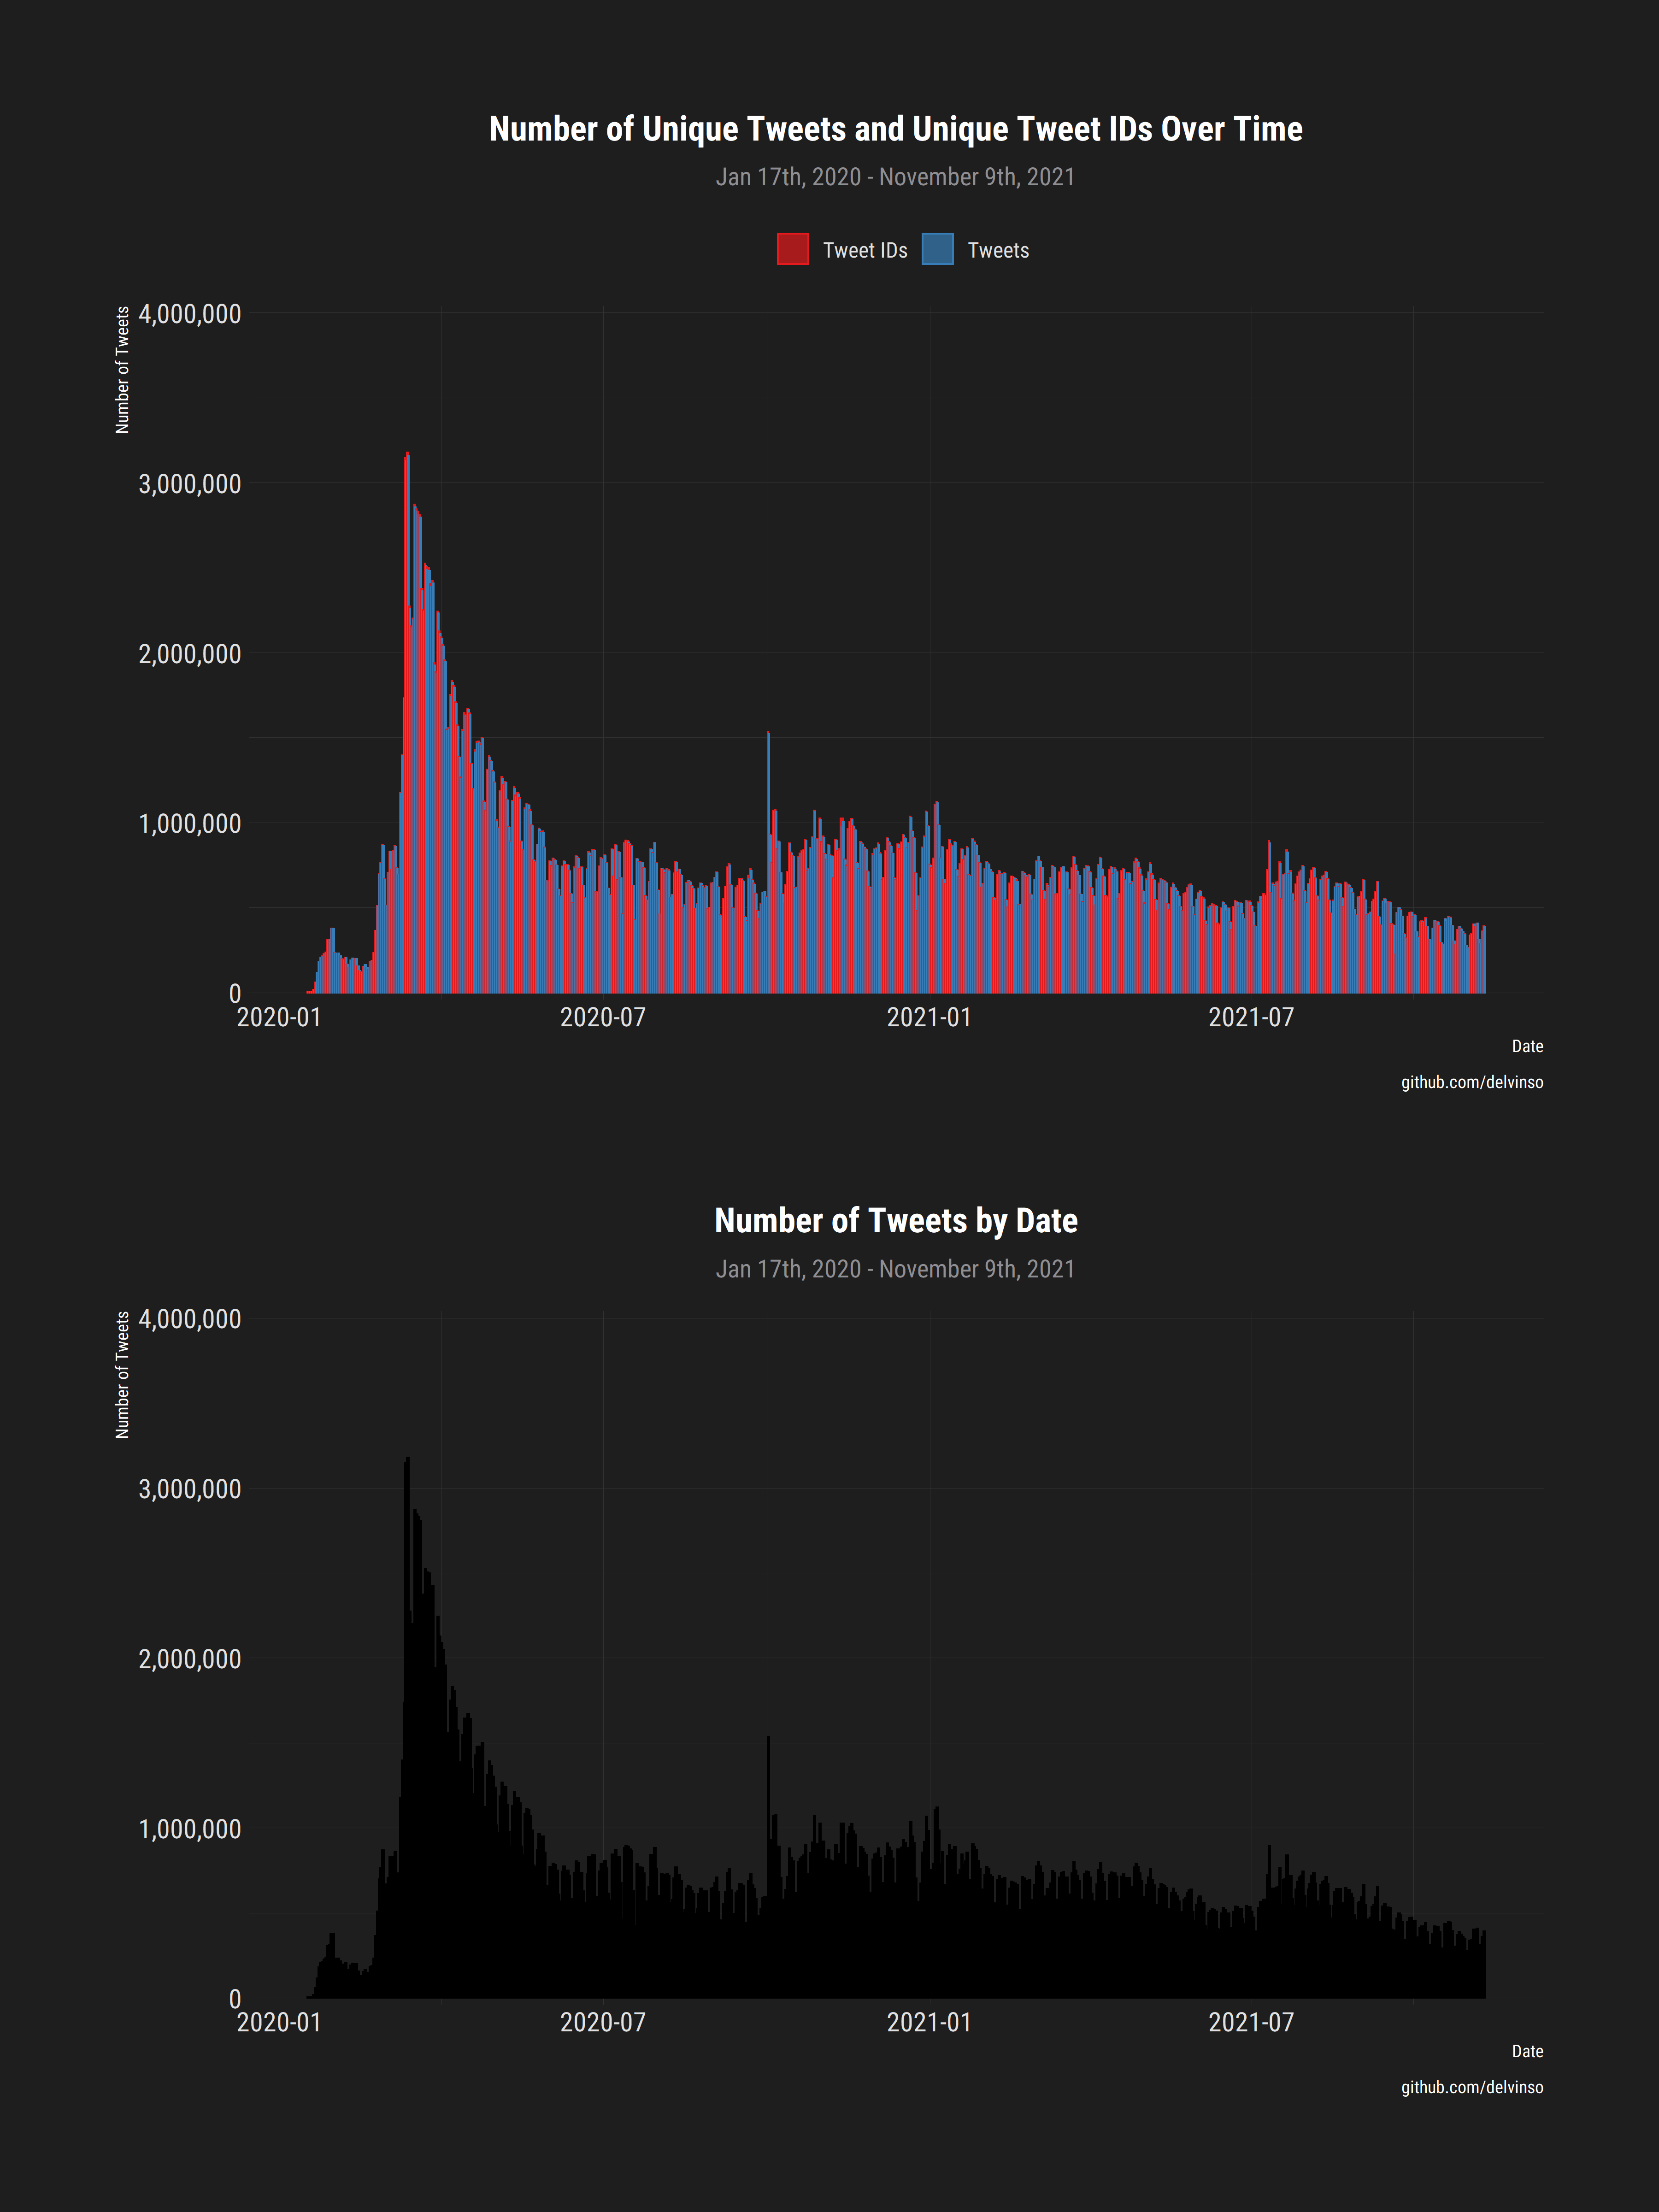 Number of Unique Tweets and Unique Tweet IDs Over Time
Jan 17th, 2020 - November 9th, 2021
Tweet IDs
Tweets
Number of Tweets
4,000,000
3,000,000
2,000,000
1,000,000
0
2020-01
2020-07
2021-01
2021-07
Date
github.com/delvinso
Number of Tweets by Date
Jan 17th, 2020 - November 9th, 2021
Number of Tweets
4,000,000
3,000,000
2,000,000
1,000,000
0
2020-01
2020-07
2021-01
2021-07
Date
github.com/delvinso